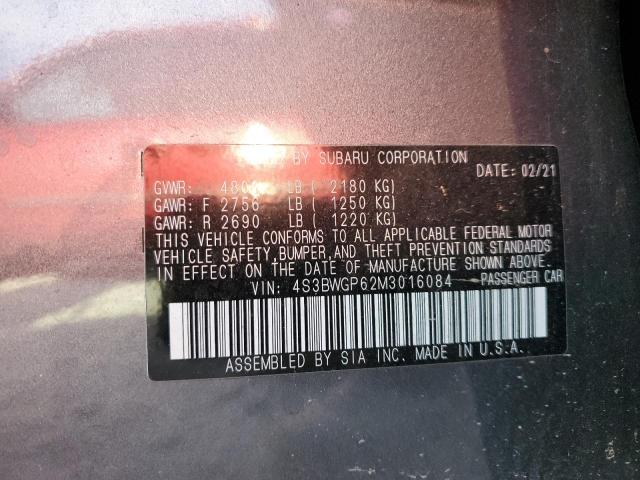 BY SUBARU CORPORATION
DATE: 02/21
GVWR: LB ( 2180 KG)
GAWR: F 2756 LB ( 1250 KG)
GAWR: R 2690 LB ( 1220 KG)
THIS VEHICLE CONFORMS TO ALL APPLICABLE FEDERAL MOTOR
VEHICLE SAFETY, BUMPER, AND THEFT PREVENTION STANDARDS
IN EFFECT ON THE DATE OF MANUFACTURE SHOWN ABOVE.
VIN: 4S3BWGP62M3016084 PASSENGER CAR
ASSEMBLED BY SIA INC. MADE IN U.S.A.